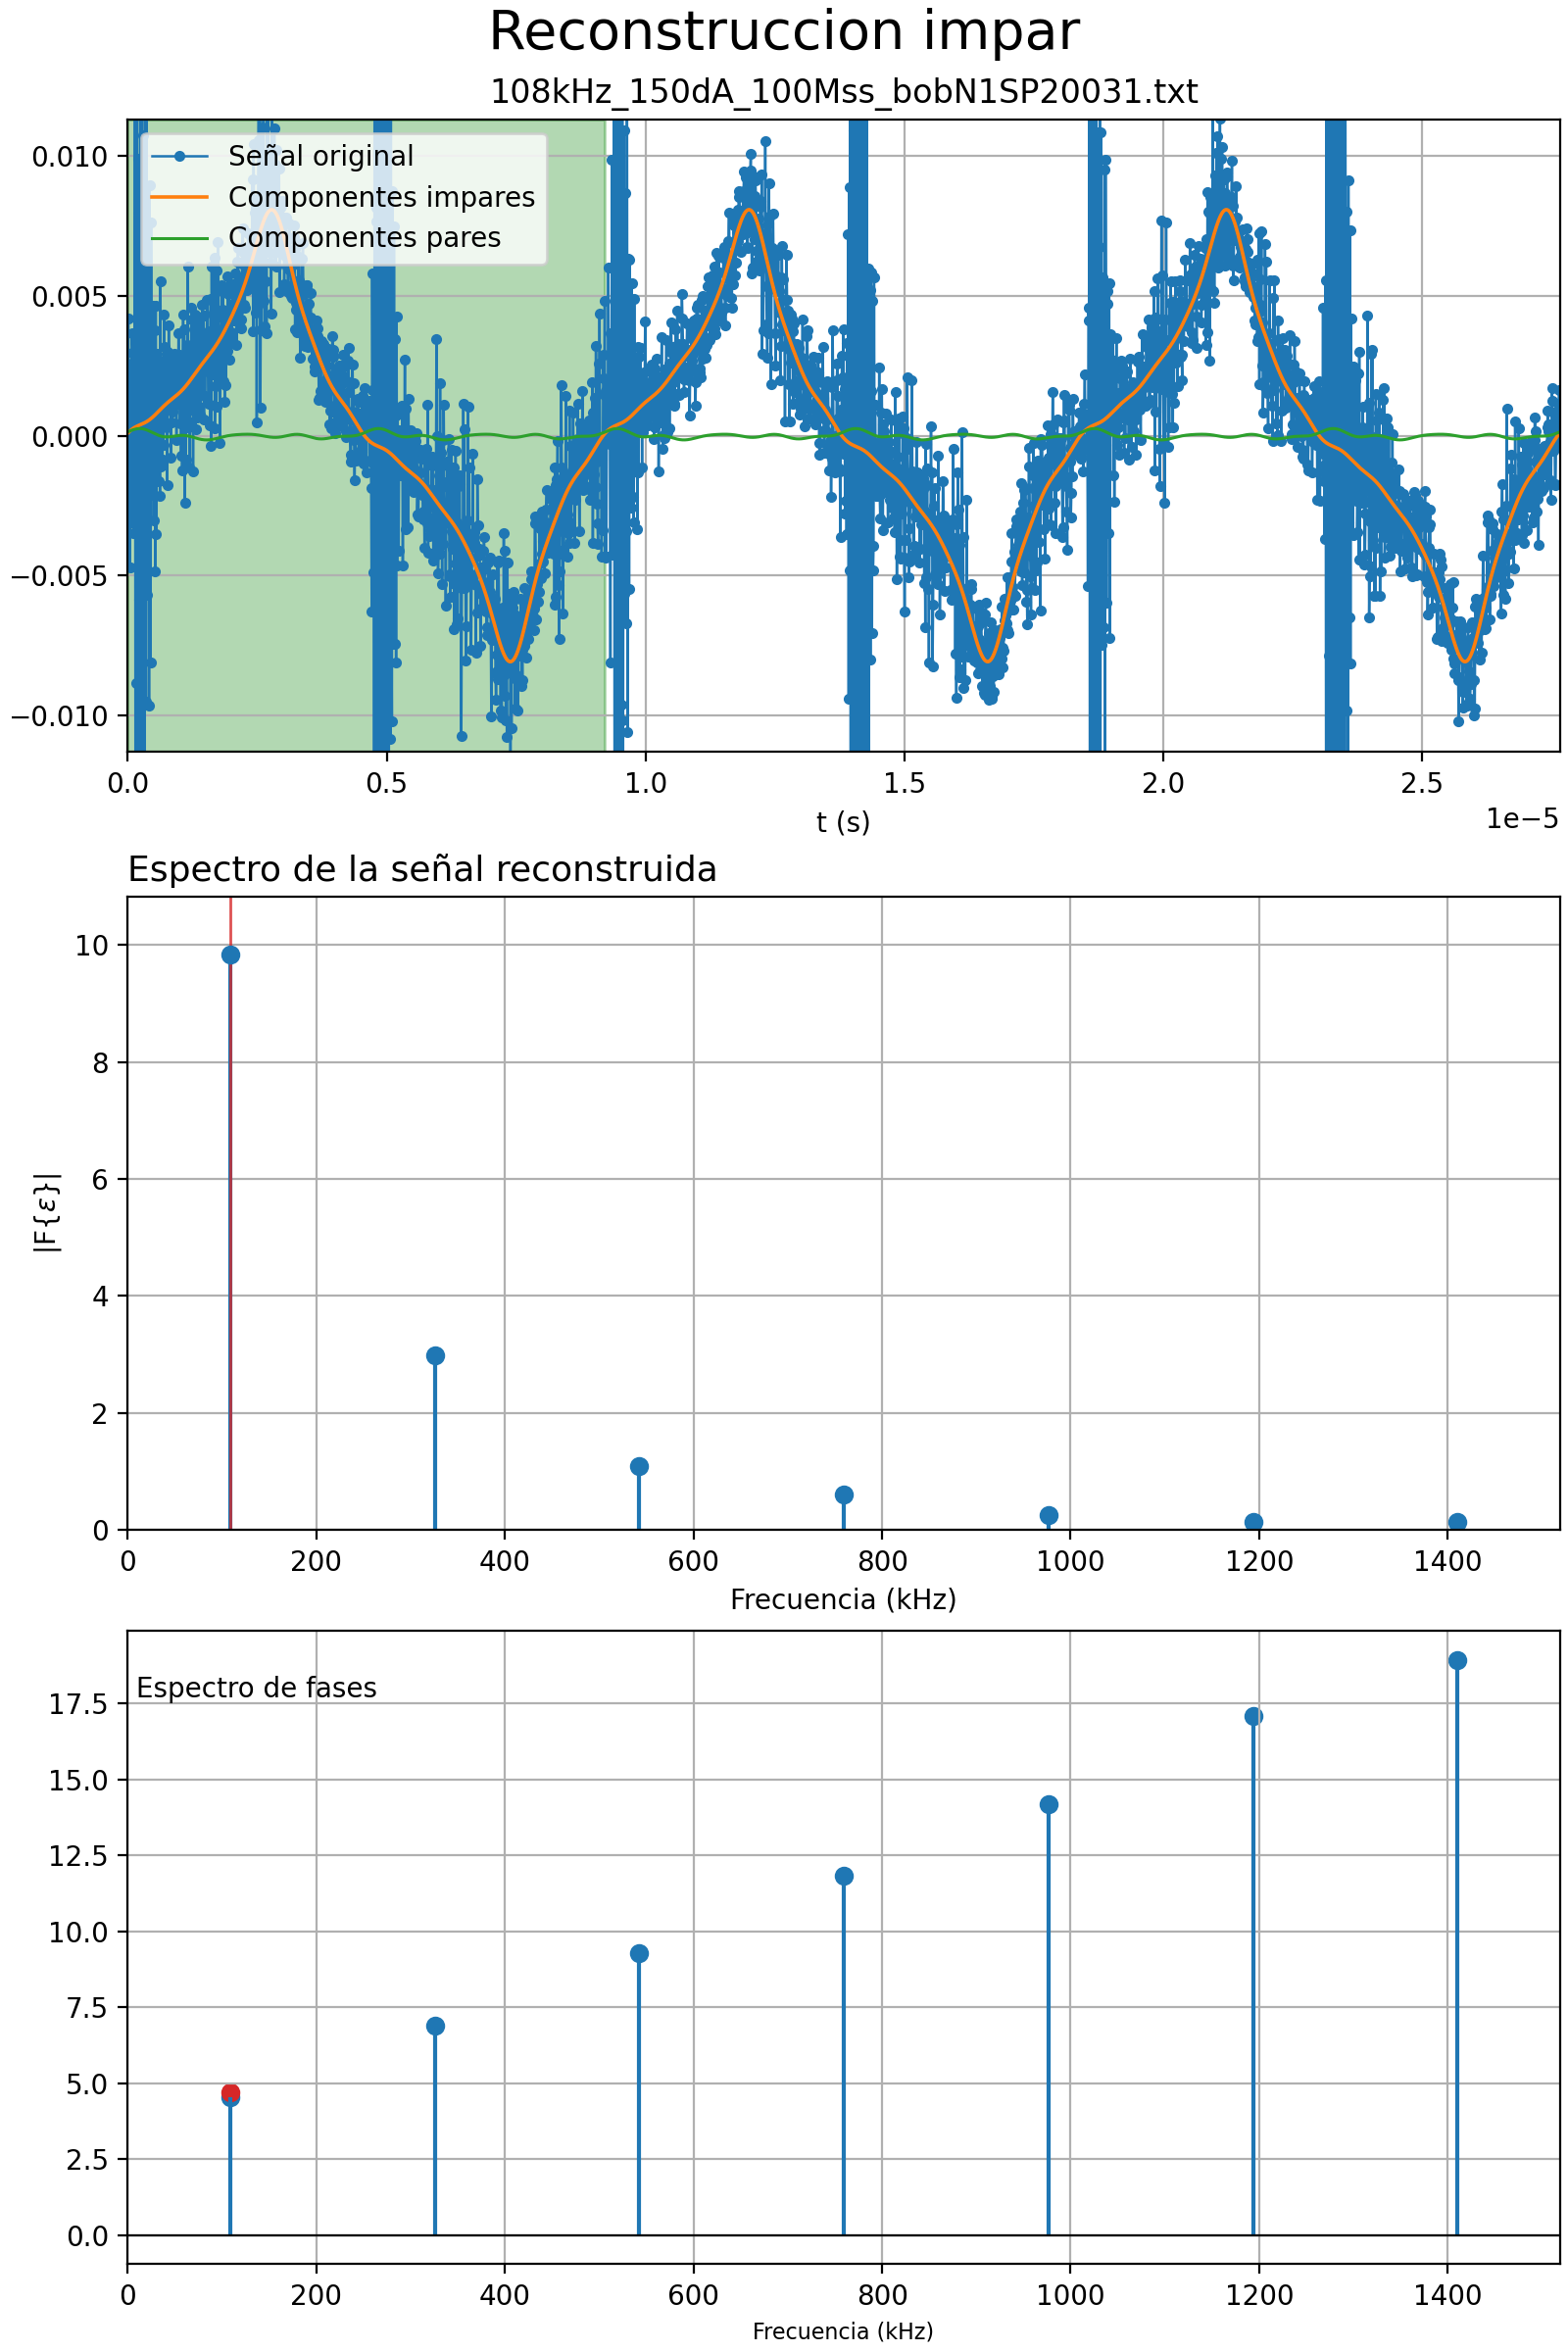 Reconstruccion impar
108kHz_150dA_100Mss_bobN1SP20031.txt
Señal original
Componentes impares
Componentes pares
0.010
0.005
0.000
−0.005
−0.010
0.0 0.5 1.0 1.5 2.0 2.5
1e−5
t (s)
Espectro de la señal reconstruida
10
8
6
4
2
0
|F{ε}|
0 200 400 600 800 1000 1200 1400
Frecuencia (kHz)
Espectro de fases
17.5
15.0
12.5
10.0
7.5
5.0
2.5
0.0
0 200 400 600 800 1000 1200 1400
Frecuencia (kHz)